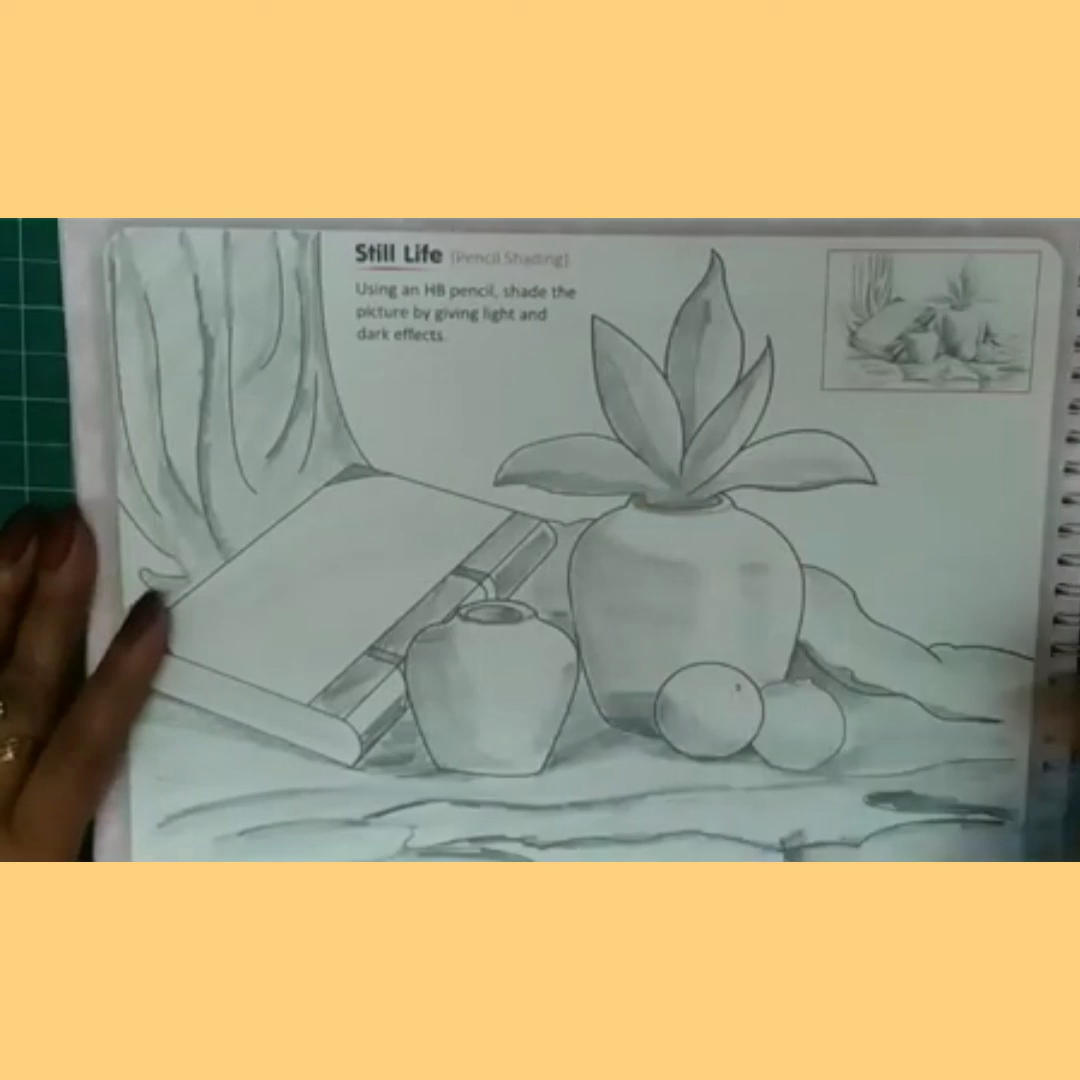 Still Life (Pencil Shading)
Using an HB pencil, shade the
picture by giving light and
dark effects.